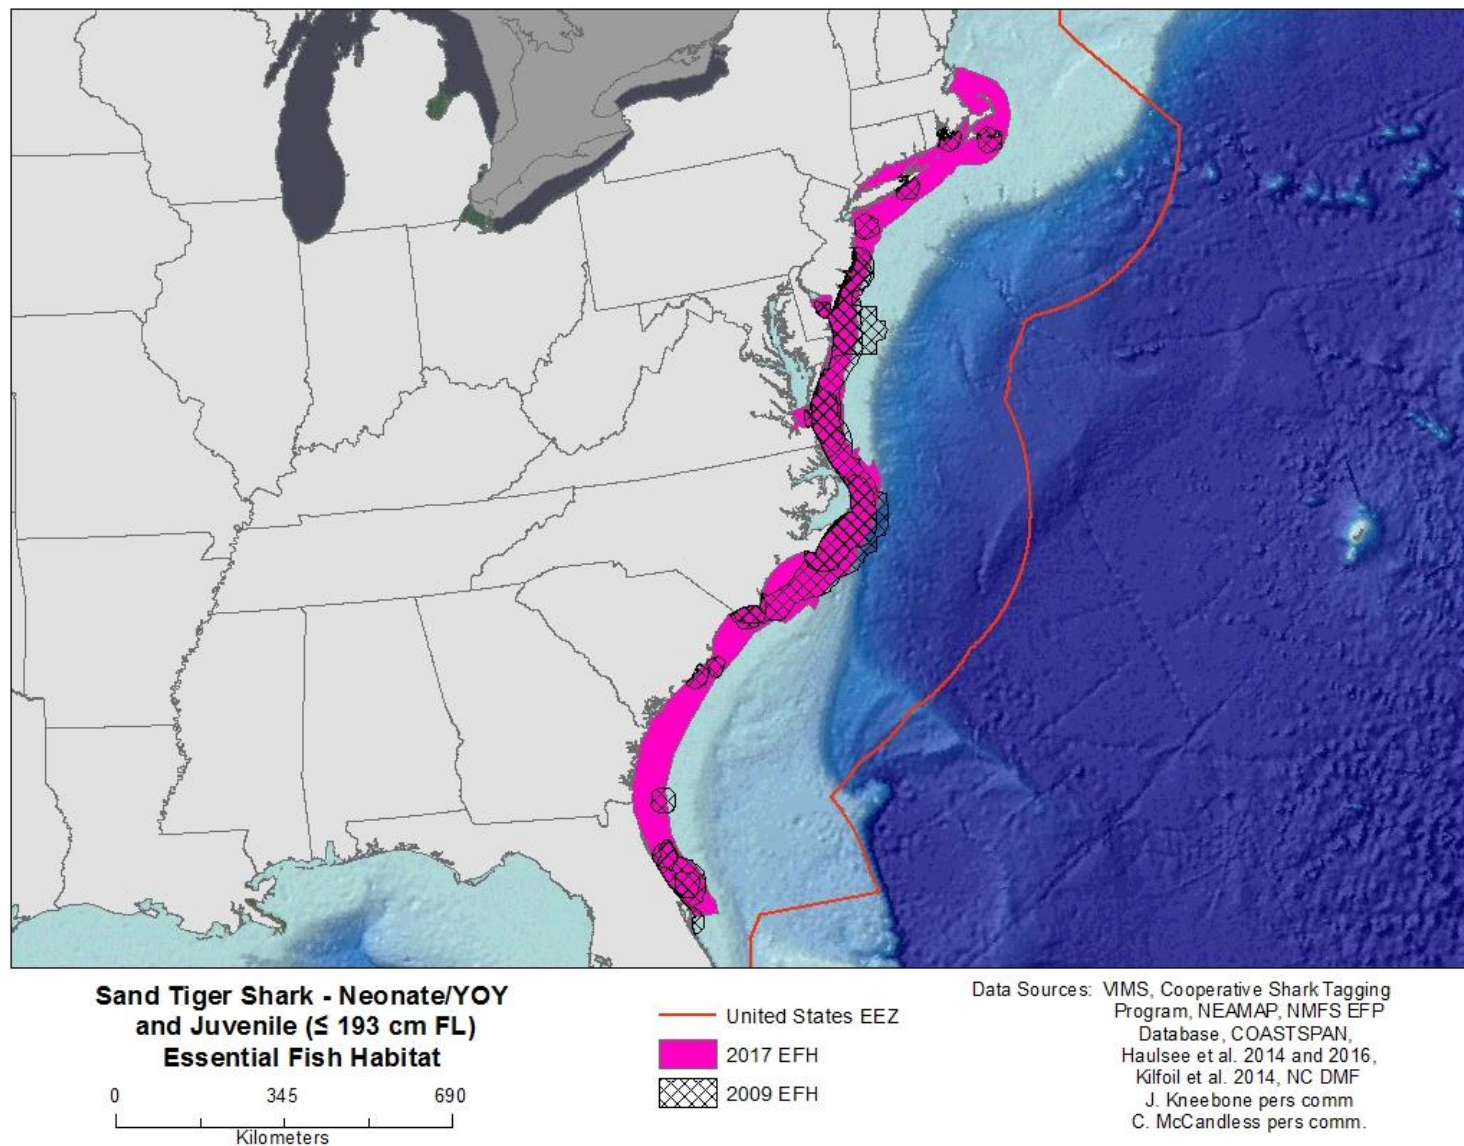 Sand Tiger Shark - Neonate/YOY
and Juvenile (≤ 193 cm FL)
Essential Fish Habitat
0 345 690
Kilometers
United States EEZ
2017 EFH
2009 EFH
Data Sources: VIMS, Cooperative Shark Tagging
Program, NEAMAP, NMFS EFP
Database, COASTSPAN,
Haulsee et al. 2014 and 2016,
Kilfoil et al. 2014, NC DMF
J. Kneebone pers comm
C. McCandless pers comm.